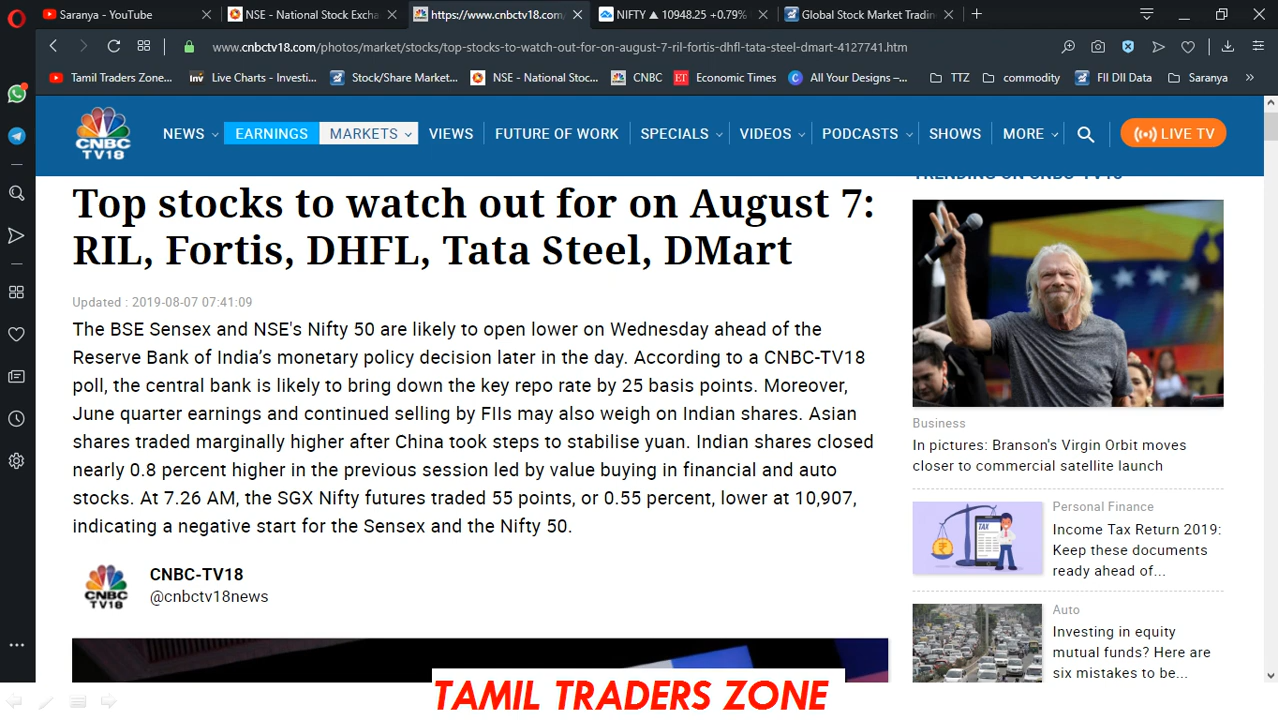 Saranya - YouTube
NSE - National Stock Excha
https://www.cnbctv18.com/
NIFTY ▲ 10948.25 +0.79%
Global Stock Market Tradin
www.cnbctv18.com/photos/market/stocks/top-stocks-to-watch-out-for-on-august-7-ril-fortis-dhfl-tata-steel-dmart-4127741.htm
Tamil Traders Zone...
Inv Live Charts - Investi...
Stock/Share Market...
NSE - National Stoc...
CNBC
ET Economic Times
C All Your Designs –...
TTZ
commodity
FII DII Data
Saranya
»
CNBC
TV18
NEWS
EARNINGS
MARKETS
VIEWS
FUTURE OF WORK
SPECIALS
VIDEOS
PODCASTS
SHOWS
MORE
LIVE TV
Top stocks to watch out for on August 7:
RIL, Fortis, DHFL, Tata Steel, DMart
Updated : 2019-08-07 07:41:09
The BSE Sensex and NSE's Nifty 50 are likely to open lower on Wednesday ahead of the
Reserve Bank of India’s monetary policy decision later in the day. According to a CNBC-TV18
poll, the central bank is likely to bring down the key repo rate by 25 basis points. Moreover,
June quarter earnings and continued selling by FIIs may also weigh on Indian shares. Asian
shares traded marginally higher after China took steps to stabilise yuan. Indian shares closed
nearly 0.8 percent higher in the previous session led by value buying in financial and auto
stocks. At 7.26 AM, the SGX Nifty futures traded 55 points, or 0.55 percent, lower at 10,907,
indicating a negative start for the Sensex and the Nifty 50.
CNBC
TV18
CNBC-TV18
@cnbctv18news
TRENDING ON CNBC-TV18
Business
In pictures: Branson's Virgin Orbit moves
closer to commercial satellite launch
TAX
Personal Finance
Income Tax Return 2019:
Keep these documents
ready ahead of...
Auto
Investing in equity
mutual funds? Here are
six mistakes to be...
TAMIL TRADERS ZONE